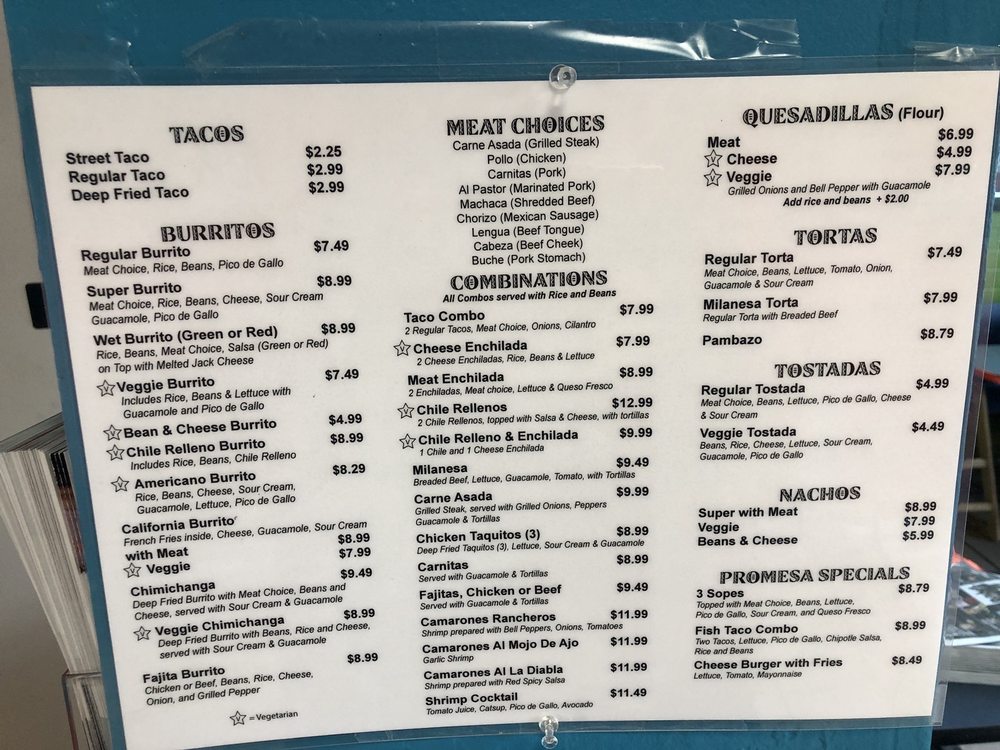 TACOS
Street Taco $2.25
Regular Taco $2.99
Deep Fried Taco $2.99
BURRITOS
Regular Burrito $7.49
Meat Choice, Rice, Beans, Pico de Gallo
Super Burrito $8.99
Meat Choice, Rice, Beans, Cheese, Sour Cream
Guacamole, Pico de Gallo
Wet Burrito (Green or Red) $8.99
Rice, Beans, Meat Choice, Salsa (Green or Red)
on Top with Melted Jack Cheese
V Veggie Burrito $7.49
Includes Rice, Beans & Lettuce with
Guacamole and Pico de Gallo
V Bean & Cheese Burrito $4.99
V Chile Relleno Burrito $8.99
Includes Rice, Beans, Chile Relleno
V Americano Burrito $8.29
Rice, Beans, Cheese, Sour Cream,
Guacamole, Lettuce, Pico de Gallo
California Burrito
French Fries inside, Cheese, Guacamole, Sour Cream
with Meat $8.99
V Veggie $7.99
Chimichanga $9.49
Deep Fried Burrito with Meat Choice, Beans and
Cheese, served with Sour Cream & Guacamole
V Veggie Chimichanga $8.99
Deep Fried Burrito with Beans, Rice and Cheese,
served with Sour Cream & Guacamole
Fajita Burrito $8.99
Chicken or Beef, Beans, Rice, Cheese,
Onion, and Grilled Pepper
V = Vegetarian
MEAT CHOICES
Carne Asada (Grilled Steak)
Pollo (Chicken)
Carnitas (Pork)
Al Pastor (Marinated Pork)
Machaca (Shredded Beef)
Chorizo (Mexican Sausage)
Lengua (Beef Tongue)
Cabeza (Beef Cheek)
Buche (Pork Stomach)
COMBINATIONS
All Combos served with Rice and Beans
Taco Combo $7.99
2 Regular Tacos, Meat Choice, Onions, Cilantro
V Cheese Enchilada $7.99
2 Cheese Enchiladas, Rice, Beans & Lettuce
Meat Enchilada $8.99
2 Enchiladas, Meat choice, Lettuce & Queso Fresco
V Chile Rellenos $12.99
2 Chile Rellenos, topped with Salsa & Cheese, with tortillas
V Chile Relleno & Enchilada $9.99
1 Chile and 1 Cheese Enchilada
Milanesa $9.49
Breaded Beef, Lettuce, Guacamole, Tomato, with Tortillas
Carne Asada $9.99
Grilled Steak, served with Grilled Onions, Peppers
Guacamole & Tortillas
Chicken Taquitos (3) $8.99
Deep Fried Taquitos (3), Lettuce, Sour Cream & Guacamole
Carnitas $8.99
Served with Guacamole & Tortillas
Fajitas, Chicken or Beef $9.49
Served with Guacamole & Tortillas
Camarones Rancheros $11.99
Shrimp prepared with Bell Peppers, Onions, Tomatoes
Camarones Al Mojo De Ajo $11.99
Garlic Shrimp
Camarones Al La Diabla $11.99
Shrimp prepared with Red Spicy Salsa
Shrimp Cocktail $11.49
Tomato Juice, Catsup, Pico de Gallo, Avocado
QUESADILLAS (Flour)
Meat $6.99
V Cheese $4.99
V Veggie $7.99
Grilled Onions and Bell Pepper with Guacamole
Add rice and beans + $2.00
TORTAS
Regular Torta $7.49
Meat Choice, Beans, Lettuce, Tomato, Onion,
Guacamole & Sour Cream
Milanesa Torta $7.99
Regular Torta with Breaded Beef
Pambazo $8.79
TOSTADAS
Regular Tostada $4.99
Meat Choice, Beans, Lettuce, Pico de Gallo, Cheese
& Sour Cream
Veggie Tostada $4.49
Beans, Rice, Cheese, Lettuce, Sour Cream,
Guacamole, Pico de Gallo
NACHOS
Super with Meat $8.99
Veggie $7.99
Beans & Cheese $5.99
PROMESA SPECIALS
3 Sopes $8.79
Topped with Meat Choice, Beans, Lettuce,
Pico de Gallo, Sour Cream, and Queso Fresco
Fish Taco Combo $8.99
Two Tacos, Lettuce, Pico de Gallo, Chipotle Salsa,
Rice and Beans
Cheese Burger with Fries $8.49
Lettuce, Tomato, Mayonnaise